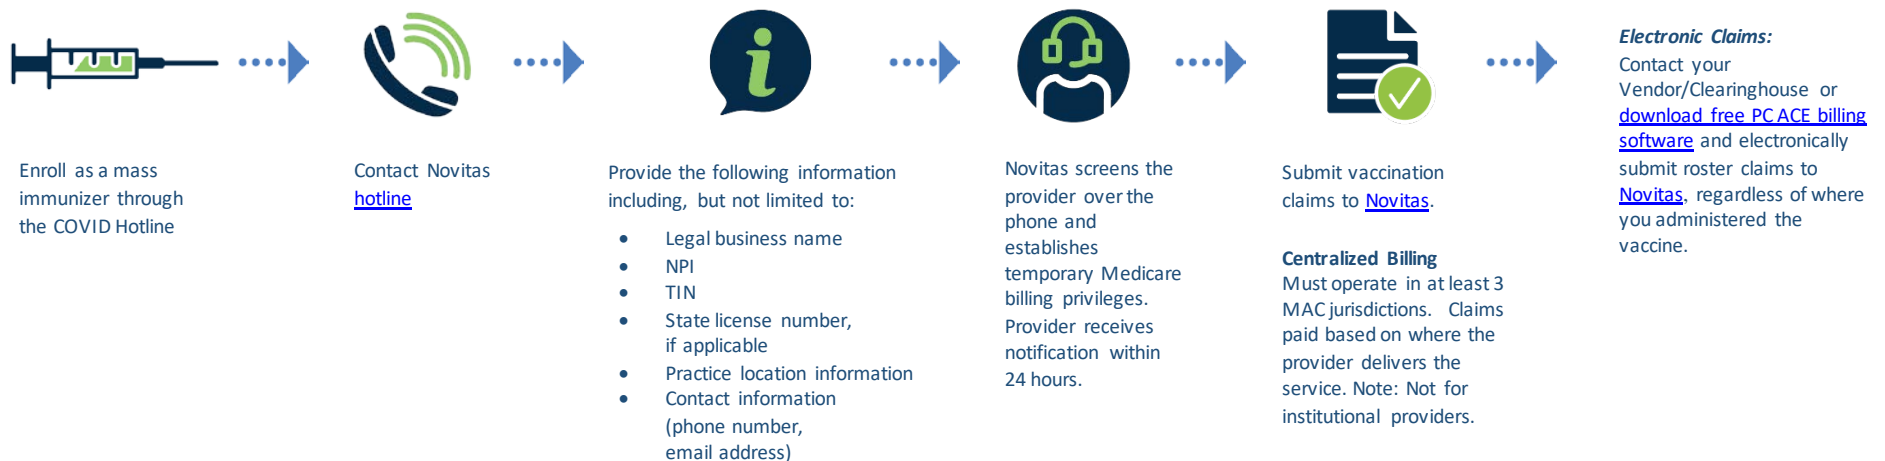 Enroll as a mass
immunizer through
the COVID Hotline
Contact Novitas
hotline
Provide the following information
including, but not limited to:
• Legal business name
• NPI
• TIN
• State license number,
if applicable
• Practice location information
• Contact information
(phone number,
email address)
Novitas screens the
provider over the
phone and
establishes
temporary Medicare
billing privileges.
Provider receives
notification within
24 hours.
Submit vaccination
claims to Novitas.
Centralized Billing
Must operate in at least 3
MAC jurisdictions. Claims
paid based on where the
provider delivers the
service. Note: Not for
institutional providers.
Electronic Claims:
Contact your
Vendor/Clearinghouse or
download free PC ACE billing
software and electronically
submit roster claims to
Novitas, regardless of where
you administered the
vaccine.